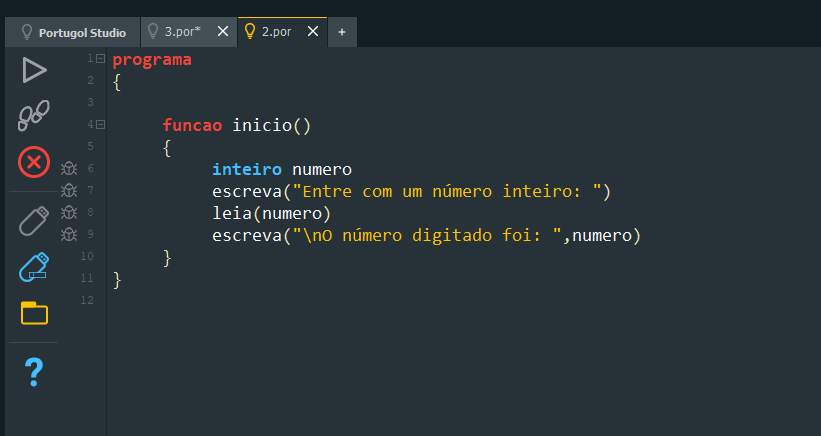 Portugol Studio 3.por* 2.por +
1 programa
2 {
3
4 funcao inicio()
5 {
6 inteiro numero
7 escreva("Entre com um número inteiro: ")
8 leia(numero)
9 escreva("\nO número digitado foi: ",numero)
10 }
11 }
12
?